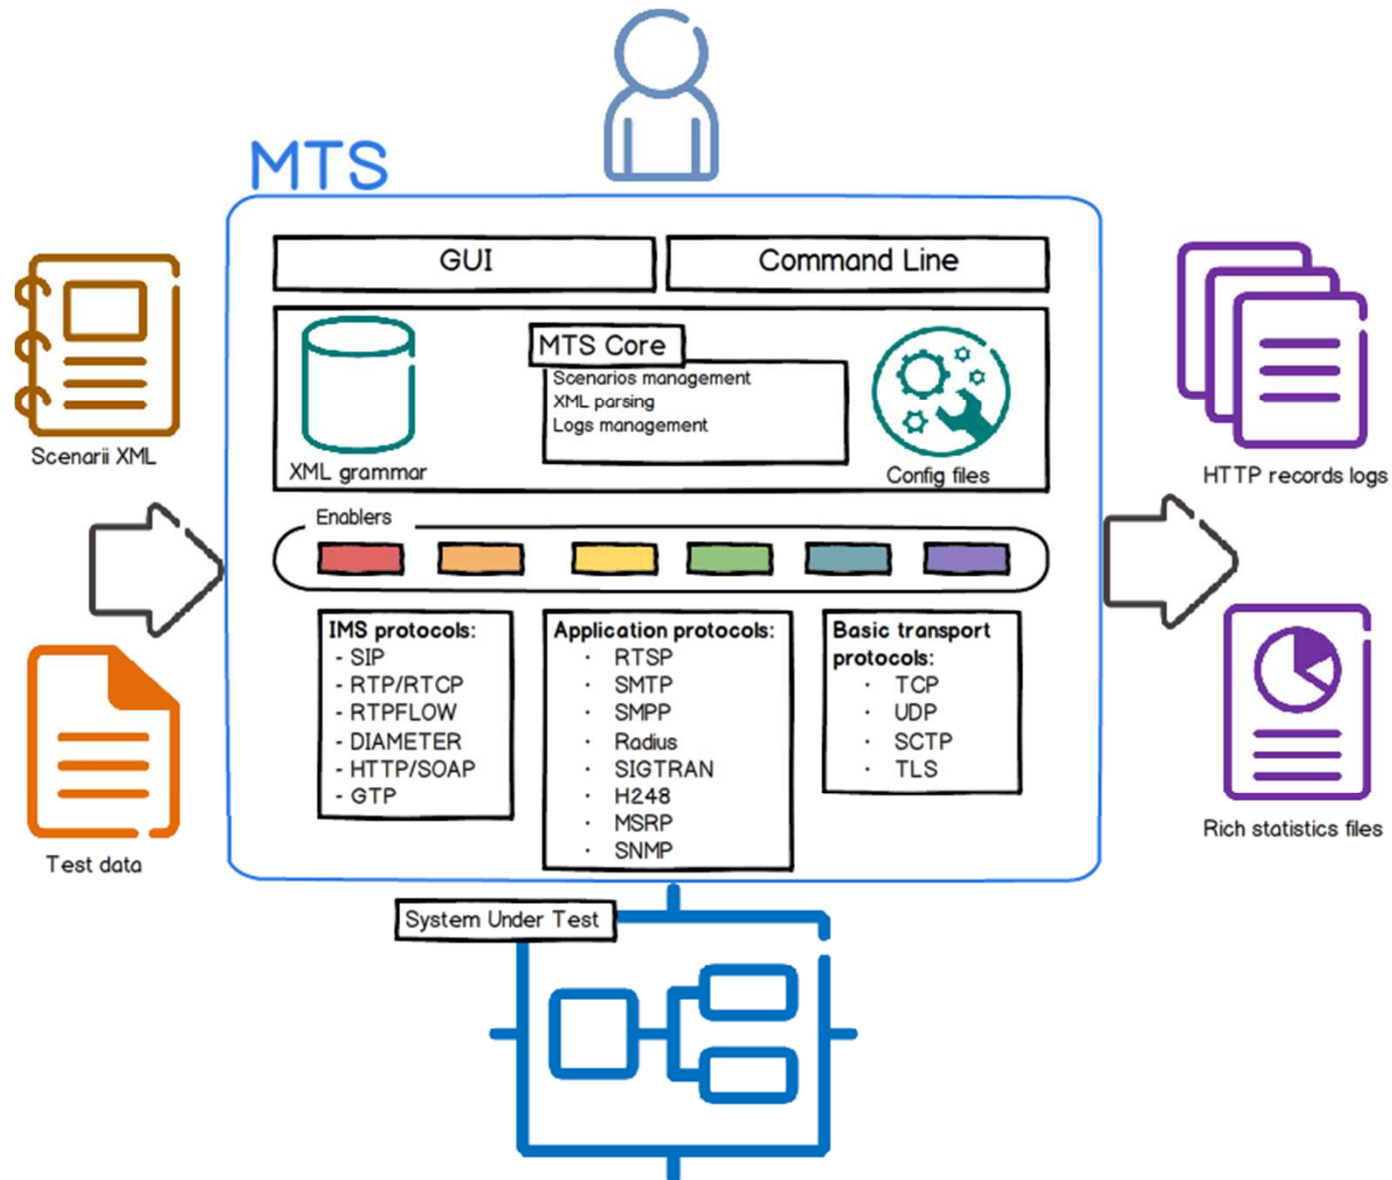 MTS
GUI
Command Line
MTS Core
Scenarios management
XML parsing
Logs management
XML grammar
Config files
Scenarii XML
HTTP records logs
Enablers
IMS protocols:
- SIP
- RTP/RTCP
- RTPFLOW
- DIAMETER
- HTTP/SOAP
- GTP
Application protocols:
· RTSP
· SMTP
· SMPP
· Radius
· SIGTRAN
· H248
· MSRP
· SNMP
Basic transport
protocols:
· TCP
· UDP
· SCTP
· TLS
Test data
Rich statistics files
System Under Test